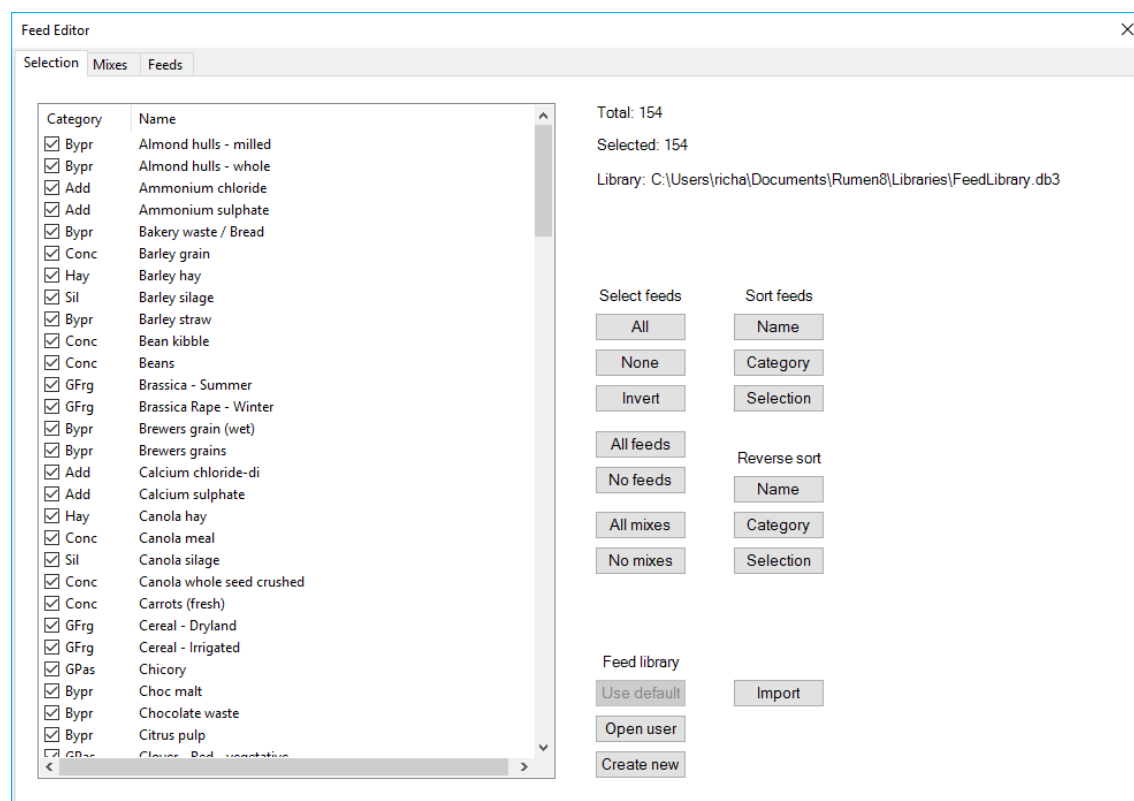 Feed Editor
Selection Mixes Feeds
Category Name
Bypr Almond hulls - milled
Bypr Almond hulls - whole
Add Ammonium chloride
Add Ammonium sulphate
Bypr Bakery waste / Bread
Conc Barley grain
Hay Barley hay
Sil Barley silage
Bypr Barley straw
Conc Bean kibble
Conc Beans
GFrg Brassica - Summer
GFrg Brassica Rape - Winter
Bypr Brewers grain (wet)
Bypr Brewers grains
Add Calcium chloride-di
Add Calcium sulphate
Hay Canola hay
Conc Canola meal
Sil Canola silage
Conc Canola whole seed crushed
Conc Carrots (fresh)
GFrg Cereal - Dryland
GFrg Cereal - Irrigated
GPas Chicory
Bypr Choc malt
Bypr Chocolate waste
Bypr Citrus pulp
GPas Clover - Red - vegetative
Total: 154
Selected: 154
Library: C:\Users\richa\Documents\Rumen8\Libraries\FeedLibrary.db3
Select feeds
All
None
Invert
All feeds
No feeds
All mixes
No mixes
Sort feeds
Name
Category
Selection
Reverse sort
Name
Category
Selection
Feed library
Use default
Import
Open user
Create new